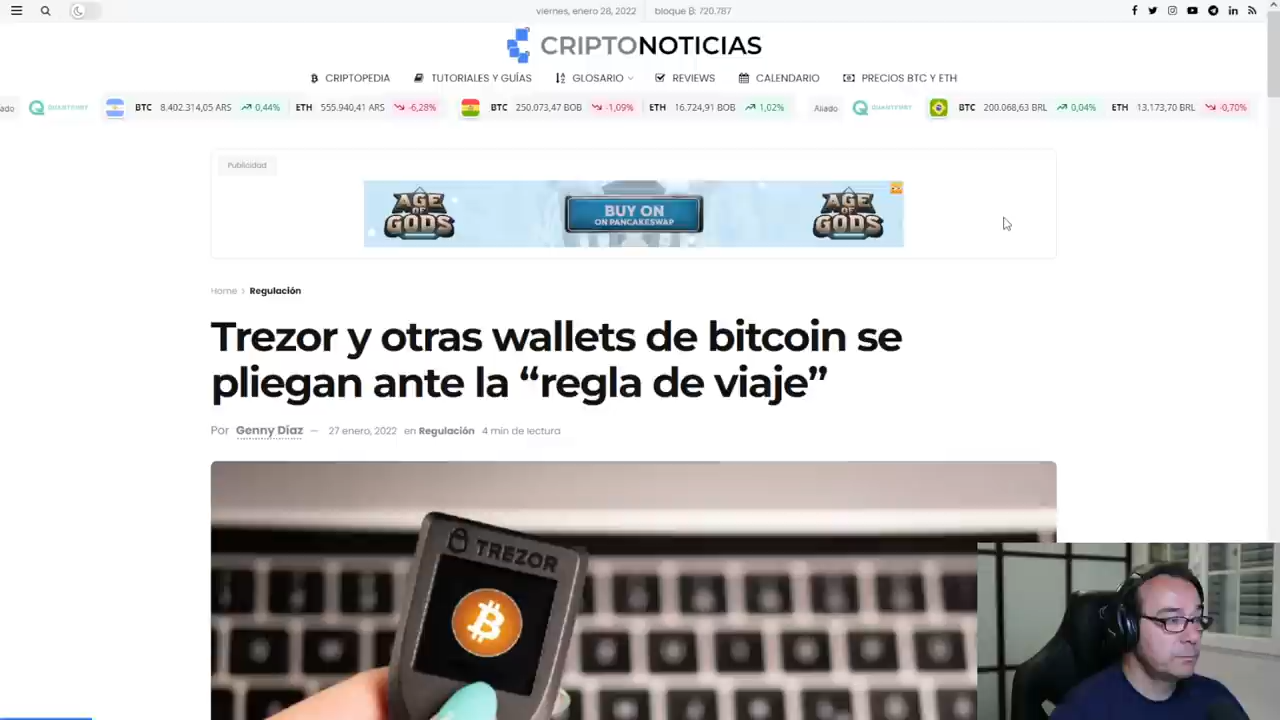 viernes, enero 28, 2022
bloque ₿: 720.787
CRIPTONOTICIAS
CRIPTOPEDIA
TUTORIALES Y GUÍAS
GLOSARIO
REVIEWS
CALENDARIO
PRECIOS BTC Y ETH
ado
QUANTFURY
BTC 8.402.314,05 ARS 0,44%
ETH 555.940,41 ARS -6,28%
BTC 250.073,47 BOB -1,09%
ETH 16.724,91 BOB 1,02%
Aliado
QUANTFURY
BTC 200.068,63 BRL 0,04%
ETH 13.173,70 BRL -0,70%
Publicidad
AGE OF GODS
BUY ON
ON PANCAKESWAP
AGE OF GODS
Home > Regulación
Trezor y otras wallets de bitcoin se
pliegan ante la “regla de viaje”
Por Genny Díaz — 27 enero, 2022 en Regulación 4 min de lectura
TREZOR